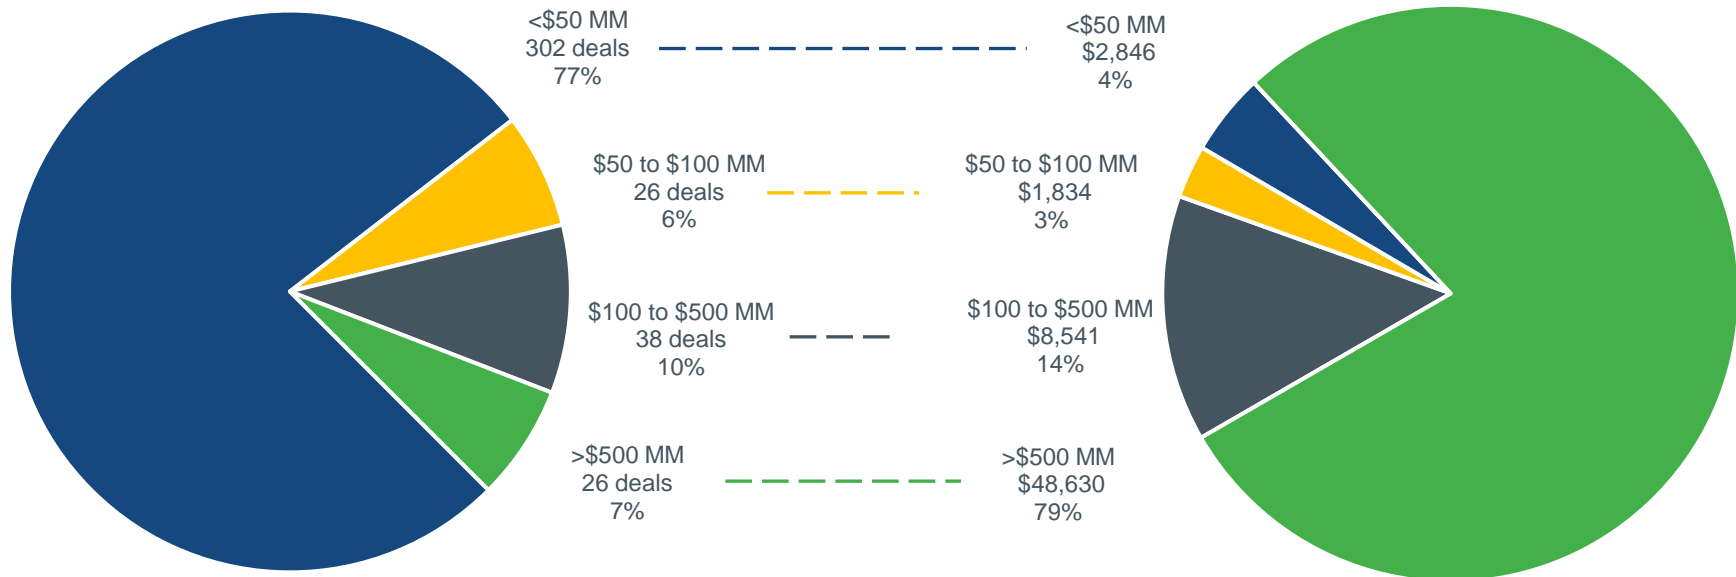 <$50 MM
302 deals
77%
<$50 MM
$2,846
4%
$50 to $100 MM
26 deals
6%
$50 to $100 MM
$1,834
3%
$100 to $500 MM
38 deals
10%
$100 to $500 MM
$8,541
14%
>$500 MM
26 deals
7%
>$500 MM
$48,630
79%